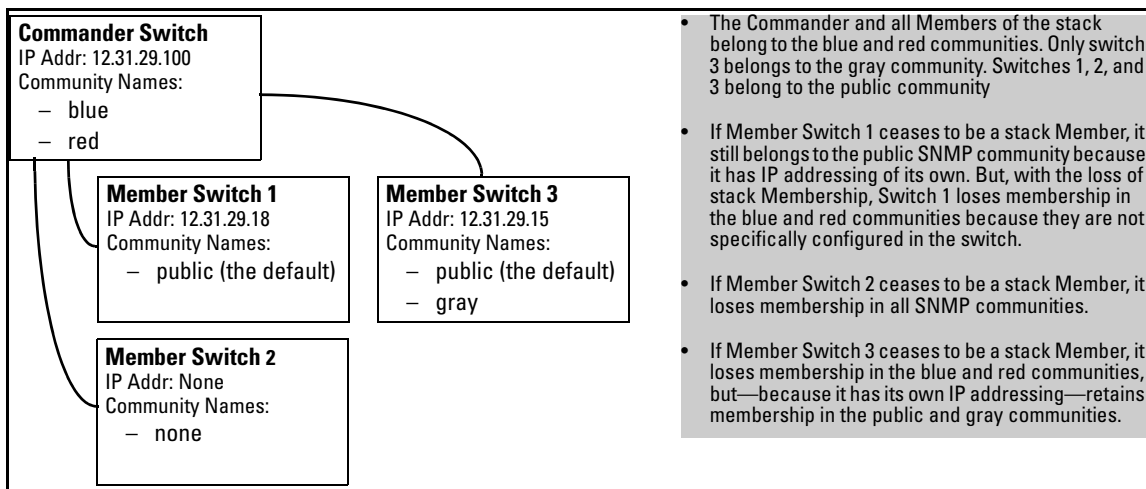 Commander Switch
IP Addr: 12.31.29.100
Community Names:
– blue
– red
Member Switch 1
IP Addr: 12.31.29.18
Community Names:
– public (the default)
Member Switch 3
IP Addr: 12.31.29.15
Community Names:
– public (the default)
– gray
Member Switch 2
IP Addr: None
Community Names:
– none
• The Commander and all Members of the stack
belong to the blue and red communities. Only switch
3 belongs to the gray community. Switches 1, 2, and
3 belong to the public community
• If Member Switch 1 ceases to be a stack Member, it
still belongs to the public SNMP community because
it has IP addressing of its own. But, with the loss of
stack Membership, Switch 1 loses membership in
the blue and red communities because they are not
specifically configured in the switch.
• If Member Switch 2 ceases to be a stack Member, it
loses membership in all SNMP communities.
• If Member Switch 3 ceases to be a stack Member, it
loses membership in the blue and red communities,
but—because it has its own IP addressing—retains
membership in the public and gray communities.